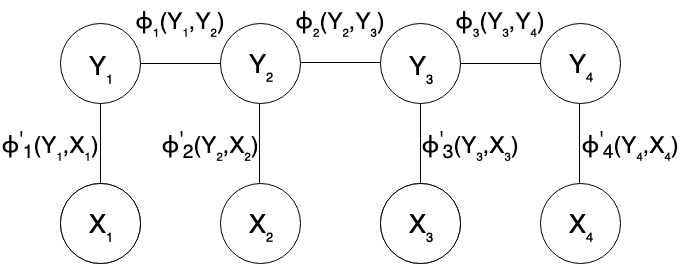 ϕ₁(Y₁,Y₂) ϕ₂(Y₂,Y₃) ϕ₃(Y₃,Y₄)
Y₁ Y₂ Y₃ Y₄
ϕ'₁(Y₁,X₁) ϕ'₂(Y₂,X₂) ϕ'₃(Y₃,X₃) ϕ'₄(Y₄,X₄)
X₁ X₂ X₃ X₄